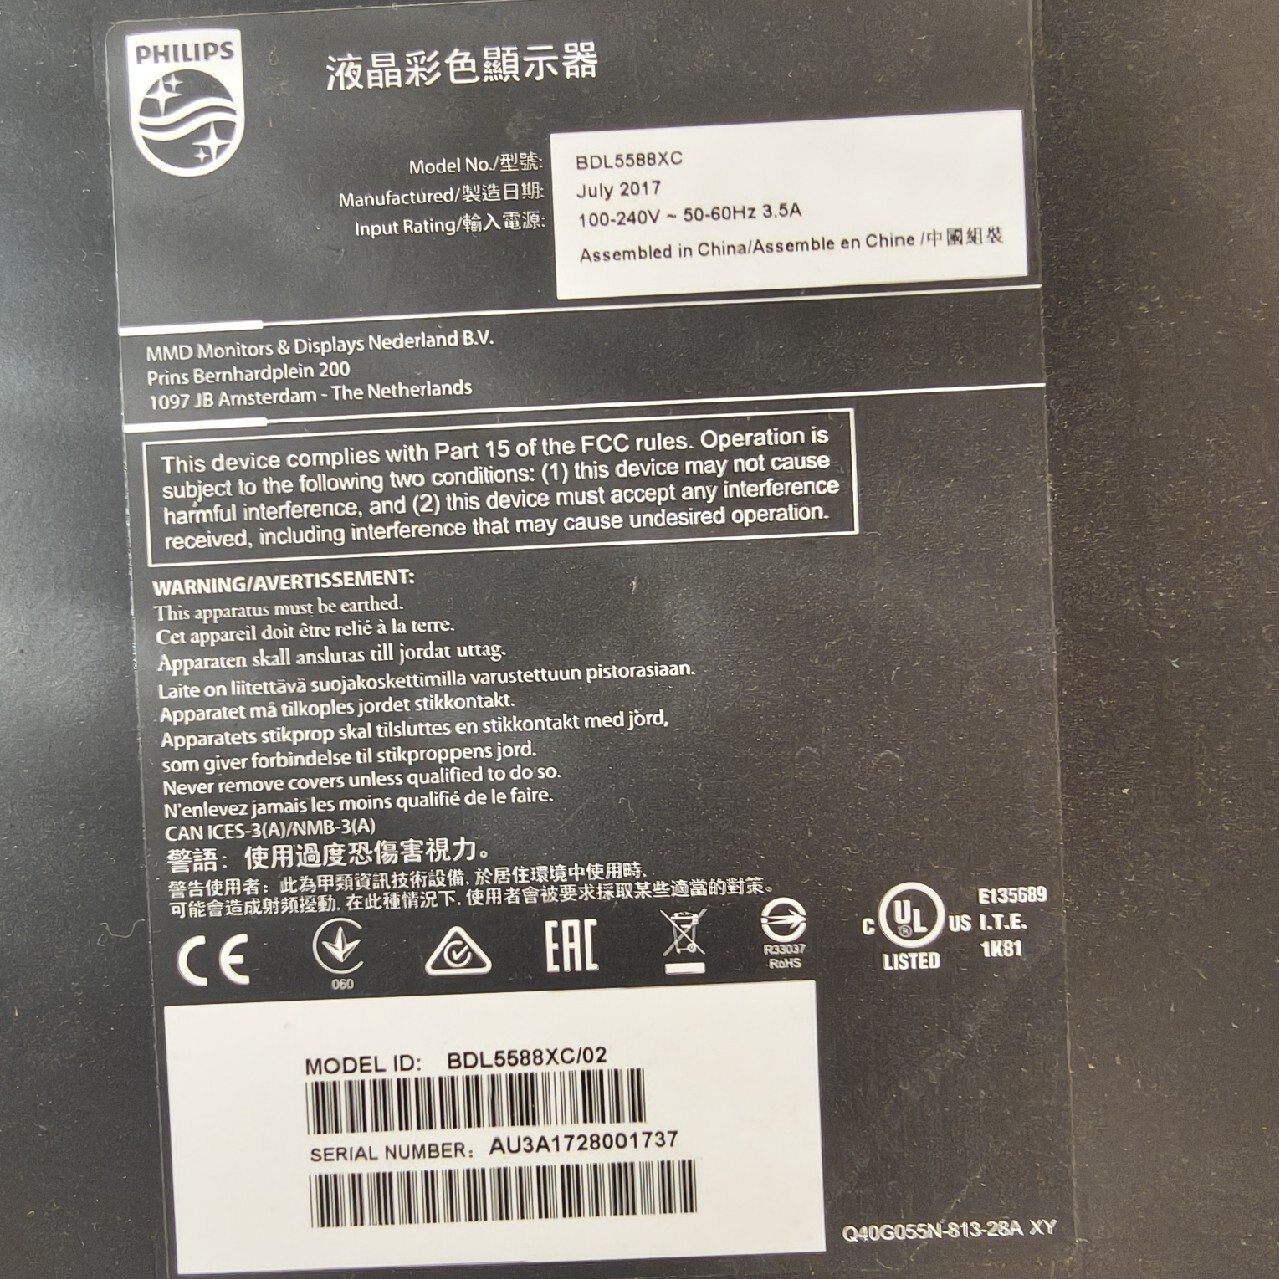 PHILIPS
液晶彩色顯示器
Model No./型號: BDL5588XC
Manufactured/製造日期: July 2017
Input Rating/輸入電源: 100-240V ~ 50-60Hz 3.5A
Assembled in China/Assemble en Chine /中國組裝
MMD Monitors & Displays Nederland B.V.
Prins Bernhardplein 200
1097 JB Amsterdam - The Netherlands
This device complies with Part 15 of the FCC rules. Operation is
subject to the following two conditions: (1) this device may not cause
harmful interference, and (2) this device must accept any interference
received, including interference that may cause undesired operation.
WARNING/AVERTISSEMENT:
This apparatus must be earthed.
Cet appareil doit être relié à la terre.
Apparaten skall anslutas till jordat uttag.
Laite on liitettävä suojakoskettimilla varustettuun pistorasiaan.
Apparatet må tilkoples jordet stikkontakt.
Apparatets stikprop skal tilsluttes en stikkontakt med jord,
som giver forbindelse til stikproppens jord.
Never remove covers unless qualified to do so.
N'enlevez jamais les moins qualifié de le faire.
CAN ICES-3(A)/NMB-3(A)
警語: 使用過度恐傷害視力。
警告使用者: 此為甲類資訊技術設備, 於居住環境中使用時,
可能會造成射頻擾動, 在此種情況下, 使用者會被要求採取某些適當的對策。
CE
060
EAC
R33037
RoHS
C UL ® US LISTED
E135689
I.T.E.
1K81
MODEL ID: BDL5588XC/02
SERIAL NUMBER: AU3A1728001737
Q40G055N-813-28A XY